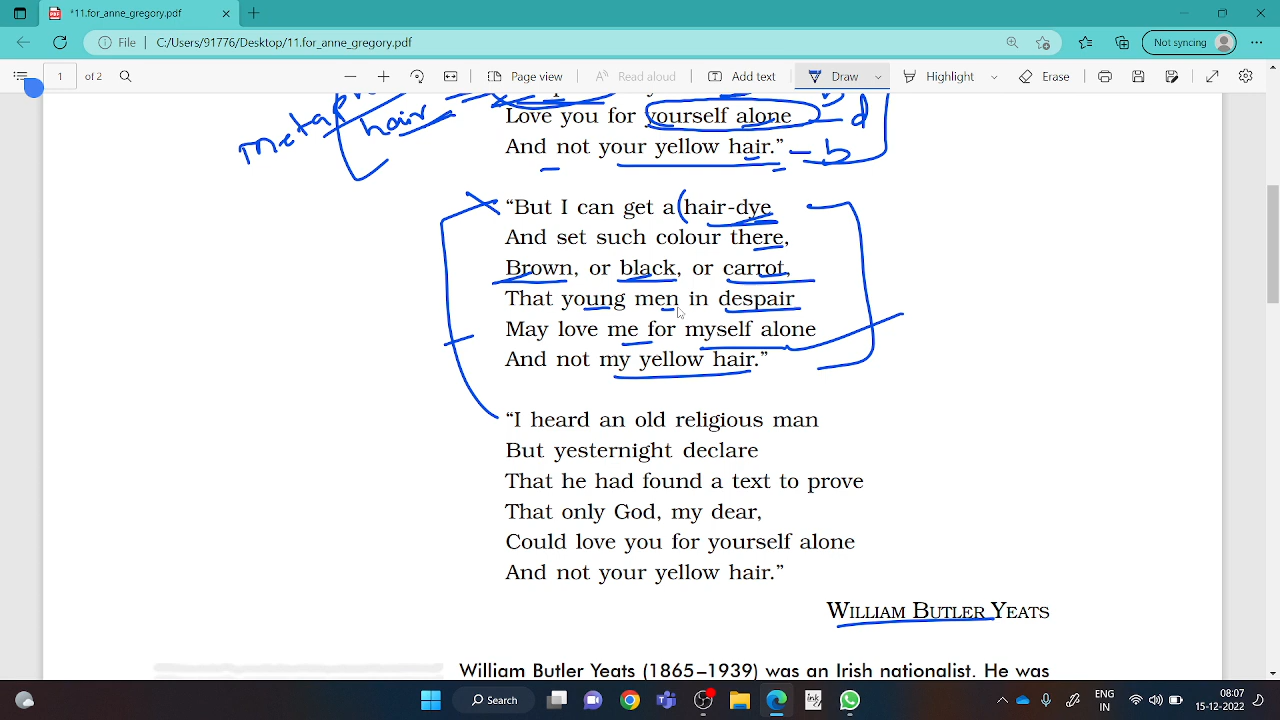 *11.for_anne_gregory.pdf
File C:/Users/91776/Desktop/11.for_anne_gregory.pdf Not syncing
1 of 2 Page view Read aloud Add text Draw Highlight Erase
metaph
hair
Love you for yourself alone d
And not your yellow hair.” – b
“But I can get a (hair-dye
And set such colour there,
Brown, or black, or carrot,
That young men in despair
May love me for myself alone
And not my yellow hair.”
“I heard an old religious man
But yesternight declare
That he had found a text to prove
That only God, my dear,
Could love you for yourself alone
And not your yellow hair.”
WILLIAM BUTLER YEATS
William Butler Yeats (1865–1939) was an Irish nationalist. He was
Search ENG 08:07
IN 15-12-2022